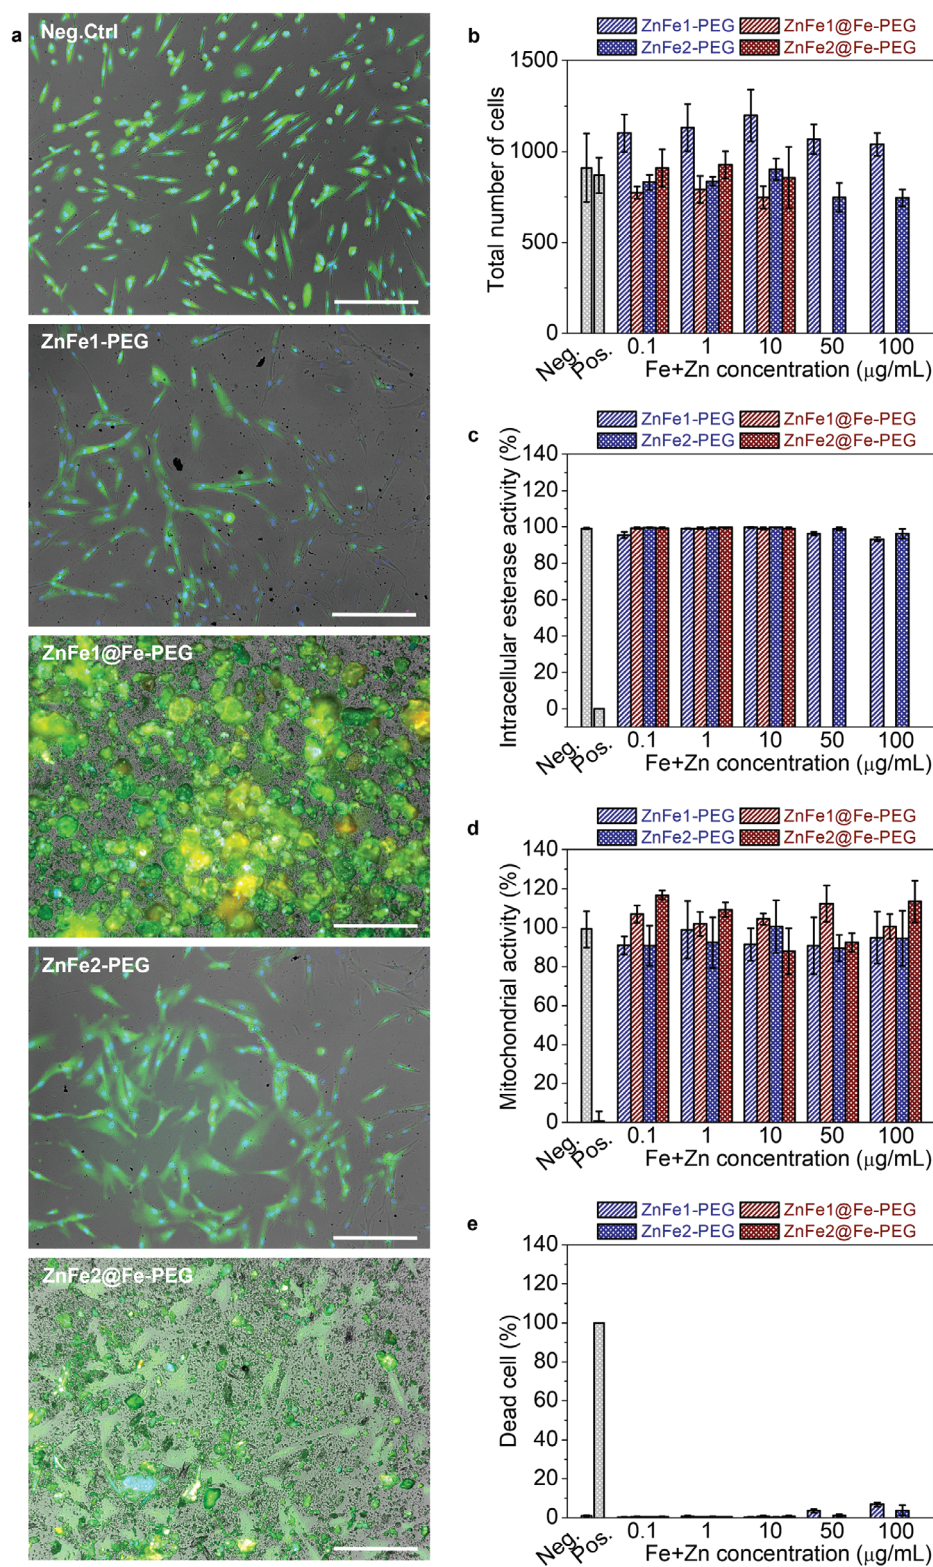 a
Neg.Ctrl
ZnFe1-PEG
ZnFe1@Fe-PEG
ZnFe2-PEG
ZnFe2@Fe-PEG
b
ZnFe1-PEG ZnFe1@Fe-PEG
ZnFe2-PEG ZnFe2@Fe-PEG
Total number of cells
1500
1000
500
0
Neg. Pos. 0.1 1 10 50 100
Fe+Zn concentration (μg/mL)
c
ZnFe1-PEG ZnFe1@Fe-PEG
ZnFe2-PEG ZnFe2@Fe-PEG
Intracellular esterase activity (%)
140
120
100
80
60
40
20
0
Neg. Pos. 0.1 1 10 50 100
Fe+Zn concentration (μg/mL)
d
ZnFe1-PEG ZnFe1@Fe-PEG
ZnFe2-PEG ZnFe2@Fe-PEG
Mitochondrial activity (%)
140
120
100
80
60
40
20
0
Neg. Pos. 0.1 1 10 50 100
Fe+Zn concentration (μg/mL)
e
ZnFe1-PEG ZnFe1@Fe-PEG
ZnFe2-PEG ZnFe2@Fe-PEG
Dead cell (%)
140
120
100
80
60
40
20
0
Neg. Pos. 0.1 1 10 50 100
Fe+Zn concentration (μg/mL)